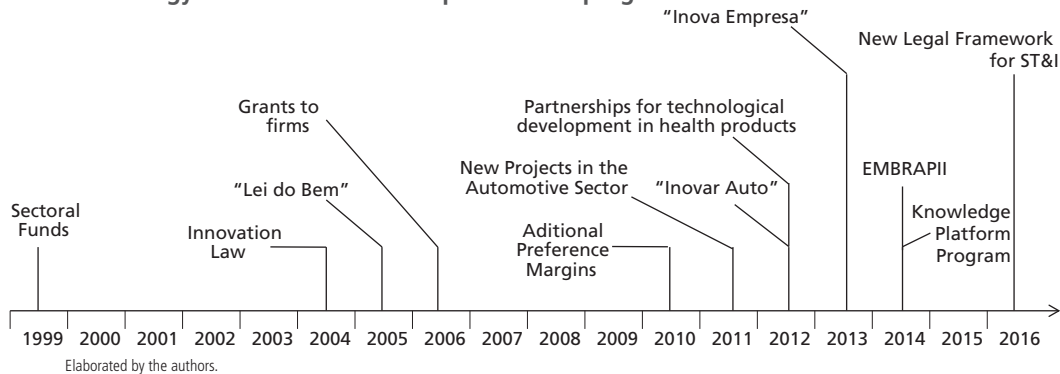 “Inova Empresa”
New Legal Framework
for ST&I
Grants to
firms
Partnerships for technological
development in health products
New Projects in the
Automotive Sector
“Inovar Auto”
EMBRAPII
“Lei do Bem”
Sectoral
Funds
Innovation
Law
Aditional
Preference
Margins
Knowledge
Platform
Program
1999 2000 2001 2002 2003 2004 2005 2006 2007 2008 2009 2010 2011 2012 2013 2014 2015 2016
Elaborated by the authors.